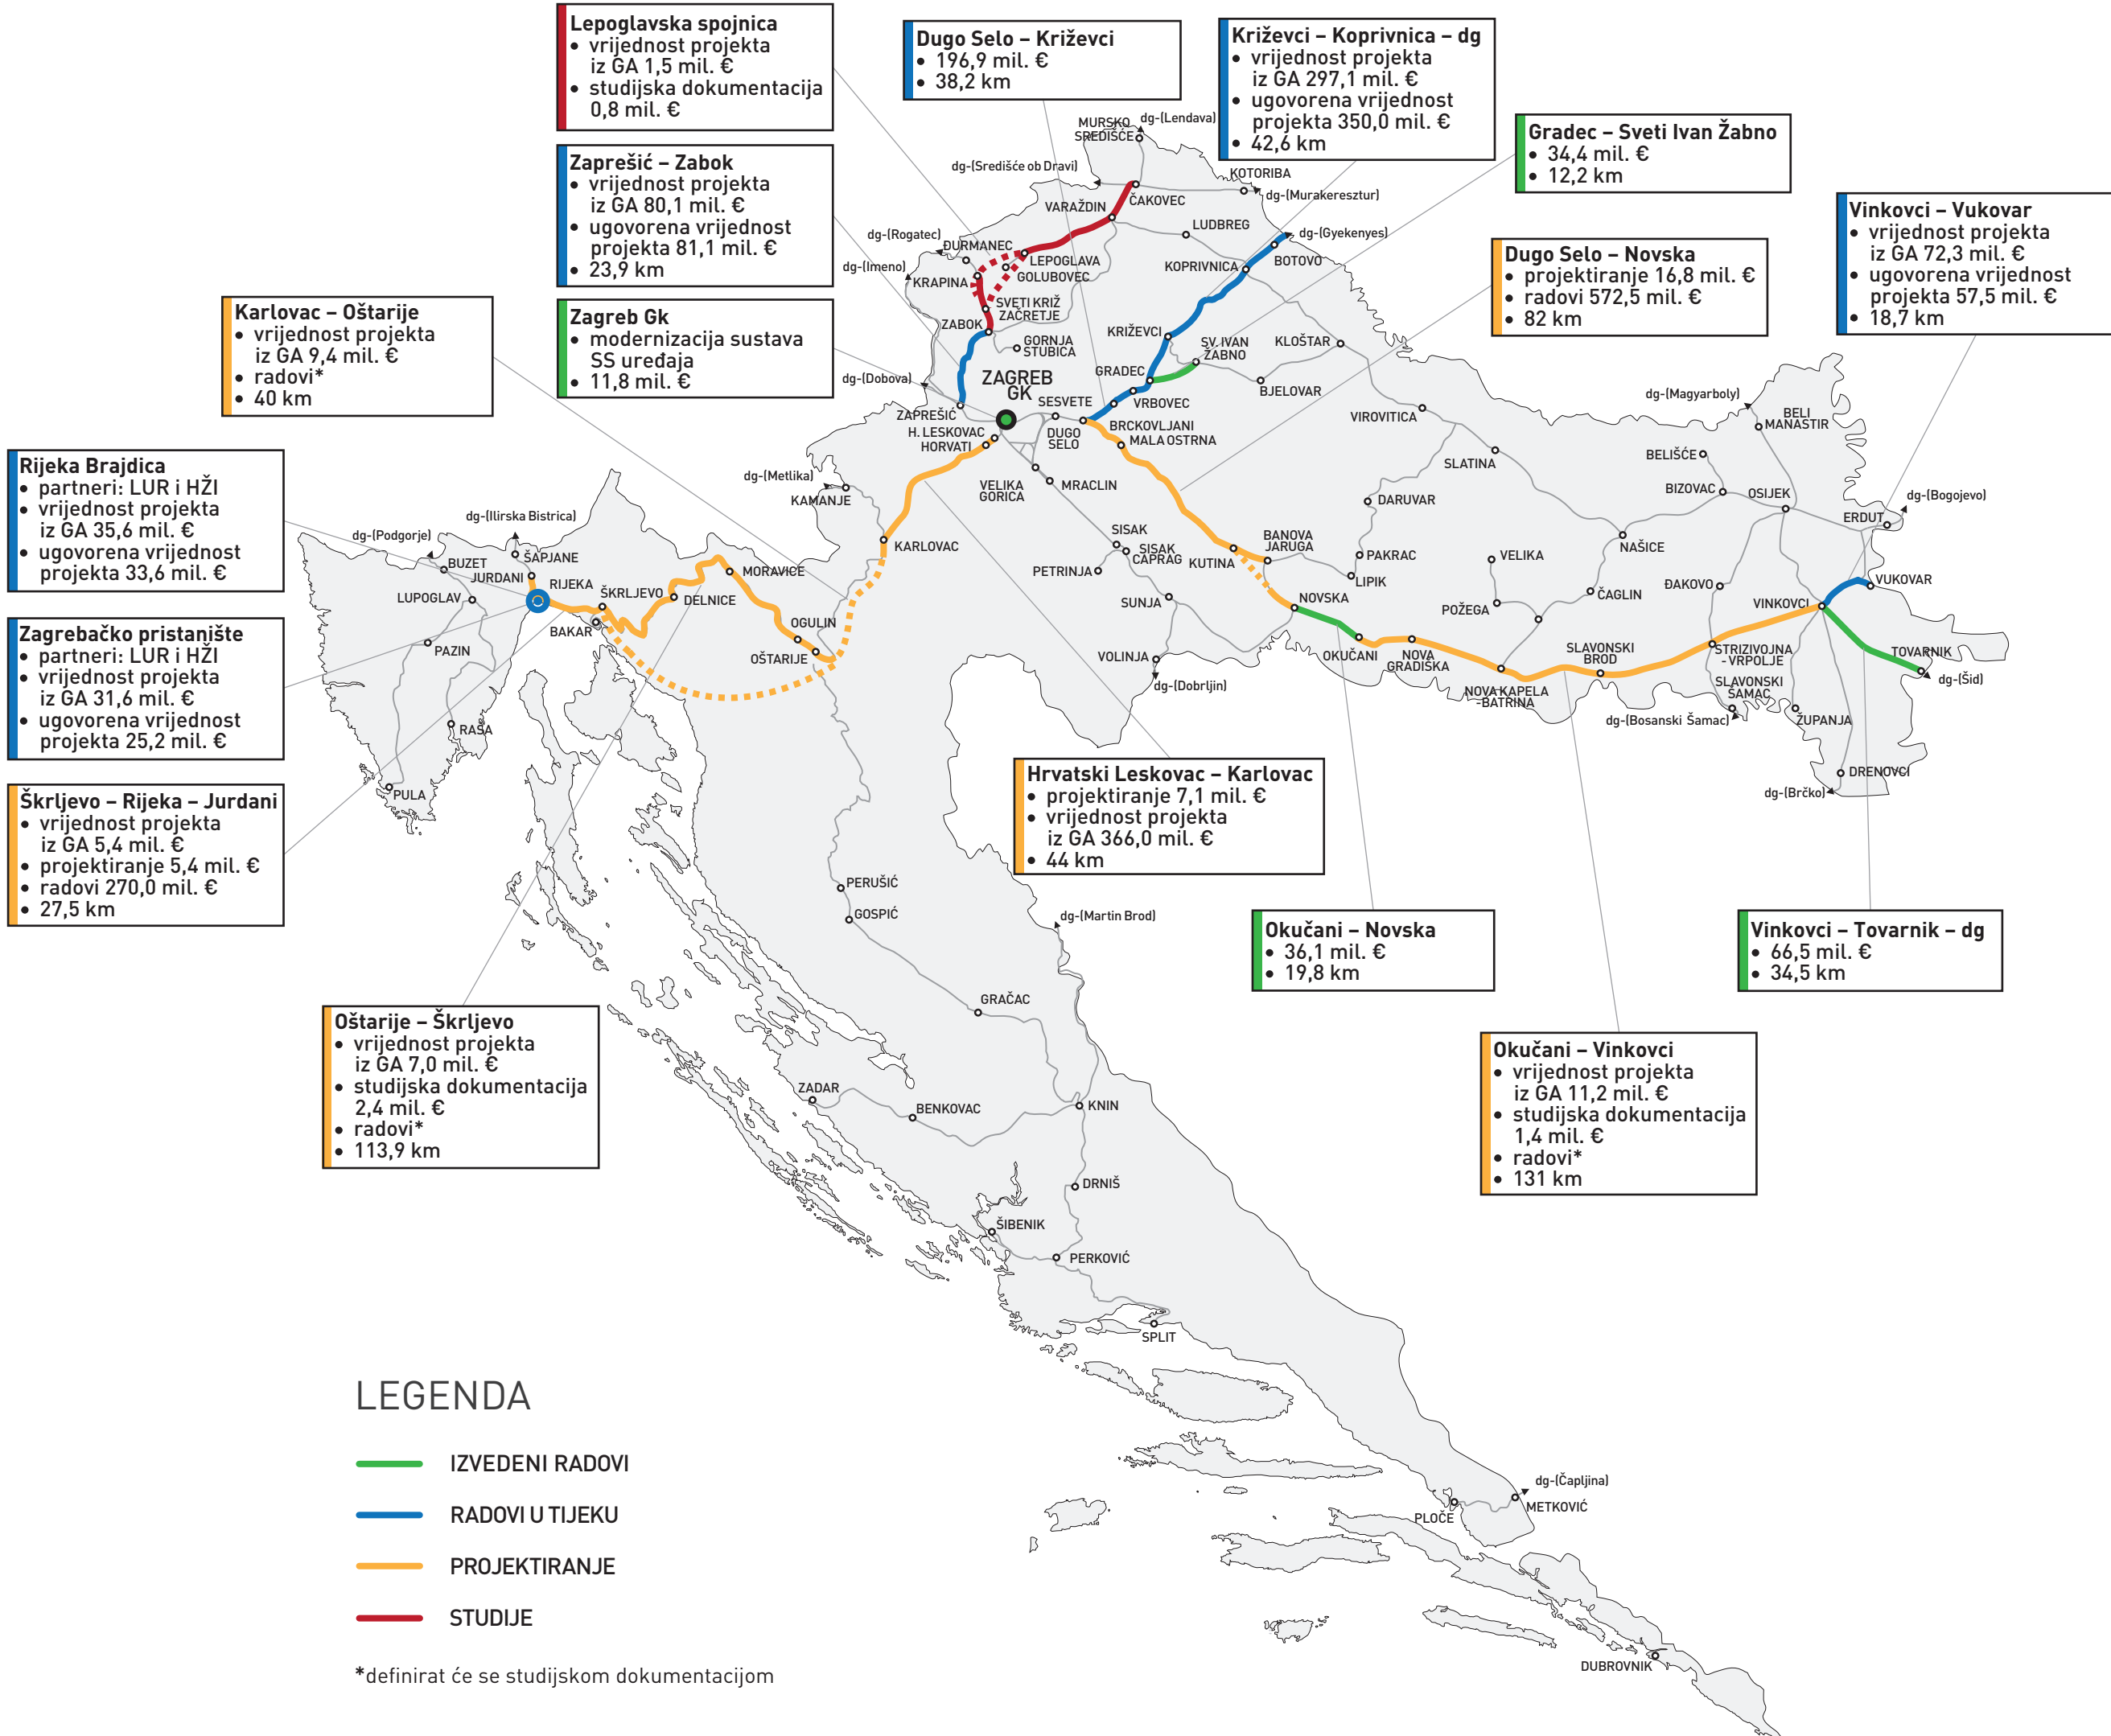 Lepoglavska spojnica
• vrijednost projekta
iz GA 1,5 mil. €
• studijska dokumentacija
0,8 mil. €
Dugo Selo – Križevci
• 196,9 mil. €
• 38,2 km
Križevci – Koprivnica – dg
• vrijednost projekta
iz GA 297,1 mil. €
• ugovorena vrijednost
projekta 350,0 mil. €
• 42,6 km
Gradec – Sveti Ivan Žabno
• 34,4 mil. €
• 12,2 km
Zaprešić – Zabok
• vrijednost projekta
iz GA 80,1 mil. €
• ugovorena vrijednost
projekta 81,1 mil. €
• 23,9 km
Vinkovci – Vukovar
• vrijednost projekta
iz GA 72,3 mil. €
• ugovorena vrijednost
projekta 57,5 mil. €
• 18,7 km
Dugo Selo – Novska
• projektiranje 16,8 mil. €
• radovi 572,5 mil. €
• 82 km
Karlovac – Oštarije
• vrijednost projekta
iz GA 9,4 mil. €
• radovi*
• 40 km
Zagreb Gk
• modernizacija sustava
SS uređaja
• 11,8 mil. €
Rijeka Brajdica
• partneri: LUR i HŽI
• vrijednost projekta
iz GA 35,6 mil. €
• ugovorena vrijednost
projekta 33,6 mil. €
Zagrebačko pristanište
• partneri: LUR i HŽI
• vrijednost projekta
iz GA 31,6 mil. €
• ugovorena vrijednost
projekta 25,2 mil. €
Škrljevo – Rijeka – Jurdani
• vrijednost projekta
iz GA 5,4 mil. €
• projektiranje 5,4 mil. €
• radovi 270,0 mil. €
• 27,5 km
Hrvatski Leskovac – Karlovac
• projektiranje 7,1 mil. €
• vrijednost projekta
iz GA 366,0 mil. €
• 44 km
Okučani – Novska
• 36,1 mil. €
• 19,8 km
Vinkovci – Tovarnik – dg
• 66,5 mil. €
• 34,5 km
Oštarije – Škrljevo
• vrijednost projekta
iz GA 7,0 mil. €
• studijska dokumentacija
2,4 mil. €
• radovi*
• 113,9 km
Okučani – Vinkovci
• vrijednost projekta
iz GA 11,2 mil. €
• studijska dokumentacija
1,4 mil. €
• radovi*
• 131 km
MURSKO
SREDIŠĆE
dg-(Lendava)
dg-(Središće ob Dravi)
KOTORIBA
dg-(Murakeresztur)
ČAKOVEC
VARAŽDIN
LUDBREG
dg-(Rogatec)
ĐURMANEC
dg-(Gyekenyes)
BOTOVO
LEPOGLAVA
GOLUBOVEC
dg-(Imeno)
KRAPINA
KOPRIVNICA
SVETI KRIŽ
ZAČRETJE
ZABOK
GORNJA
STUBICA
KRIŽEVCI
SV. IVAN
ŽABNO
KLOŠTAR
GRADEC
BJELOVAR
dg-(Dobova)
ZAGREB
GK
SESVETE
VRBOVEC
ZAPREŠIĆ
H. LESKOVAC
HORVATI
DUGO
SELO
BRCKOVLJANI
MALA OSTRNA
VIROVITICA
dg-(Magyarboly)
BELI
MANASTIR
SLATINA
BELIŠĆE
BIZOVAC
OSIJEK
dg-(Bogojevo)
ERDUT
dg-(Metlika)
KAMANJE
VELIKA
GORICA
MRACLIN
DARUVAR
KARLOVAC
SISAK
SISAK
CAPRAG
PETRINJA
KUTINA
BANOVA
JARUGA
PAKRAC
LIPIK
VELIKA
NAŠICE
dg-(Podgorje)
dg-(Ilirska Bistrica)
BUZET
ŠAPJANE
JURDANI
RIJEKA
ŠKRLJEVO
MORAVICE
DELNICE
LUPOGLAV
BAKAR
OGULIN
OŠTARIJE
PAZIN
RAŠA
PULA
SUNJA
NOVSKA
POŽEGA
ČAGLIN
ĐAKOVO
VINKOVCI
VUKOVAR
VOLINJA
dg-(Dobrljin)
OKUČANI
NOVA
GRADIŠKA
SLAVONSKI
BROD
STRIZIVOJNA
-VRPOLJE
TOVARNIK
dg-(Šid)
NOVA KAPELA
-BATRINA
SLAVONSKI
ŠAMAC
dg-(Bosanski Šamac)
ŽUPANJA
DRENOVCI
dg-(Brčko)
PERUŠIĆ
GOSPIĆ
dg-(Martin Brod)
GRAČAC
ZADAR
BENKOVAC
KNIN
DRNIŠ
ŠIBENIK
PERKOVIĆ
SPLIT
dg-(Čapljina)
METKOVIĆ
PLOČE
DUBROVNIK
LEGENDA
IZVEDENI RADOVI
RADOVI U TIJEKU
PROJEKTIRANJE
STUDIJE
*definirat će se studijskom dokumentacijom